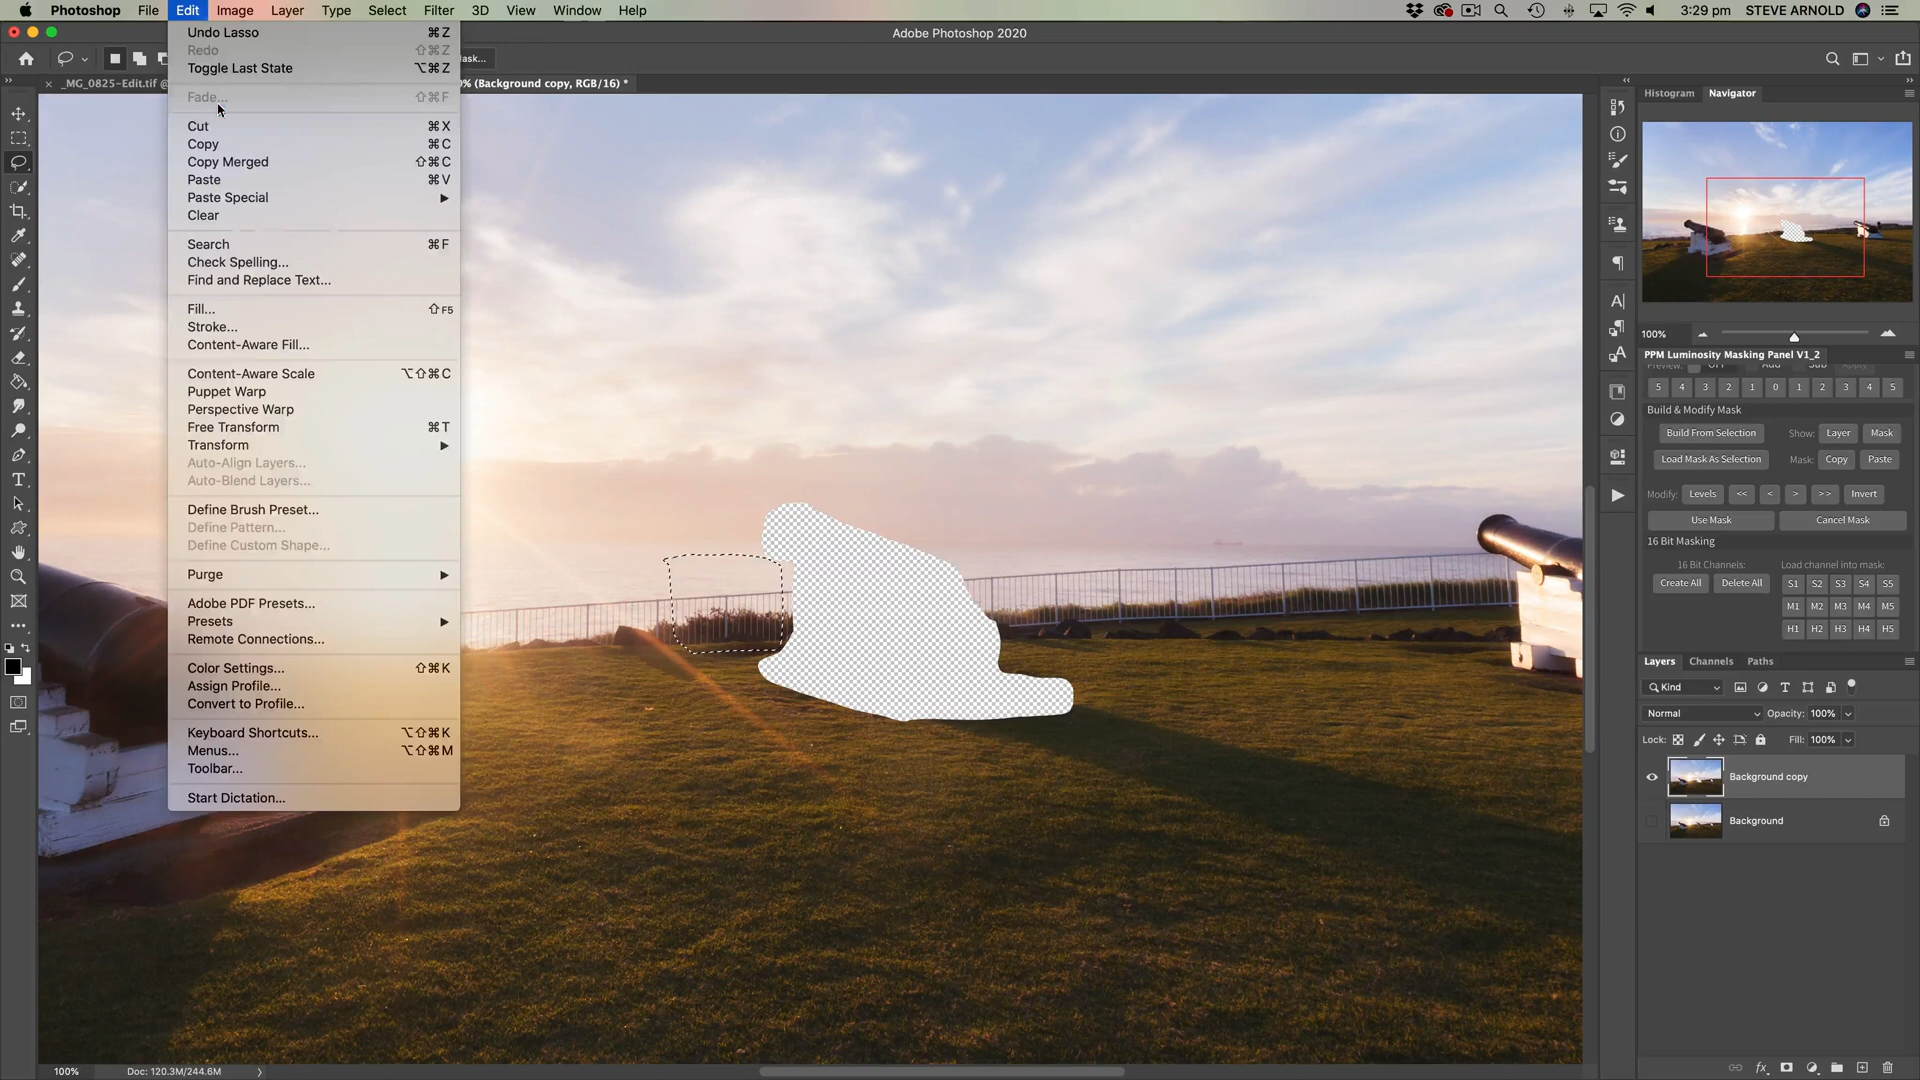 Photoshop File Edit Image Layer Type Select Filter 3D View Window Help 3:29 pm STEVE ARNOLD
Adobe Photoshop 2020
ask...
_MG_0825-Edit.tif @
% (Background copy, RGB/16) *
Undo Lasso ⌘Z
Redo ⇧⌘Z
Toggle Last State ⌥⌘Z
Fade... ⇧⌘F
Cut ⌘X
Copy ⌘C
Copy Merged ⇧⌘C
Paste ⌘V
Paste Special
Clear
Search ⌘F
Check Spelling...
Find and Replace Text...
Fill... ⇧F5
Stroke...
Content-Aware Fill...
Content-Aware Scale ⌥⇧⌘C
Puppet Warp
Perspective Warp
Free Transform ⌘T
Transform
Auto-Align Layers...
Auto-Blend Layers...
Define Brush Preset...
Define Pattern...
Define Custom Shape...
Purge
Adobe PDF Presets...
Presets
Remote Connections...
Color Settings... ⇧⌘K
Assign Profile...
Convert to Profile...
Keyboard Shortcuts... ⌥⇧⌘K
Menus... ⌥⇧⌘M
Toolbar...
Start Dictation...
100% Doc: 120.3M/244.6M
Histogram Navigator
100%
PPM Luminosity Masking Panel V1_2
5 4 3 2 1 0 1 2 3 4 5
Build & Modify Mask
Build From Selection Show: Layer Mask
Load Mask As Selection Mask: Copy Paste
Modify: Levels << < > >> Invert
Use Mask Cancel Mask
16 Bit Masking
16 Bit Channels: Load channel into mask:
Create All Delete All S1 S2 S3 S4 S5
M1 M2 M3 M4 M5
H1 H2 H3 H4 H5
Layers Channels Paths
Kind
Normal Opacity: 100%
Lock: Fill: 100%
Background copy
Background